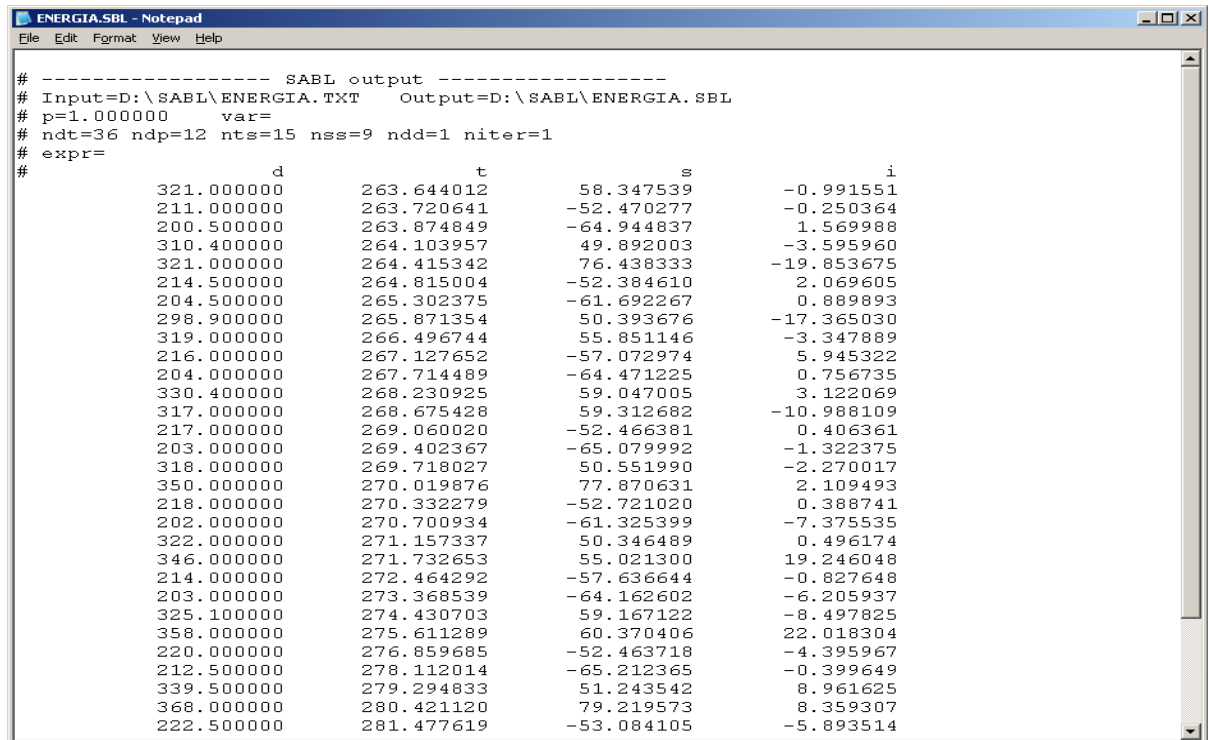 ENERGIA.SBL - Notepad
File Edit Format View Help
# ------------------ SABL output ------------------
# Input=D:\SABL\ENERGIA.TXT    Output=D:\SABL\ENERGIA.SBL
# p=1.000000    var=
# ndt=36 ndp=12 nts=15 nss=9 ndd=1 niter=1
# expr=
# d t s i
321.000000 263.644012 58.347539 -0.991551
211.000000 263.720641 -52.470277 -0.250364
200.500000 263.874849 -64.944837 1.569988
310.400000 264.103957 49.892003 -3.595960
321.000000 264.415342 76.438333 -19.853675
214.500000 264.815004 -52.384610 2.069605
204.500000 265.302375 -61.692267 0.889893
298.900000 265.871354 50.393676 -17.365030
319.000000 266.496744 55.851146 -3.347889
216.000000 267.127652 -57.072974 5.945322
204.000000 267.714489 -64.471225 0.756735
330.400000 268.230925 59.047005 3.122069
317.000000 268.675428 59.312682 -10.988109
217.000000 269.060020 -52.466381 0.406361
203.000000 269.402367 -65.079992 -1.322375
318.000000 269.718027 50.551990 -2.270017
350.000000 270.019876 77.870631 2.109493
218.000000 270.332279 -52.721020 0.388741
202.000000 270.700934 -61.325399 -7.375535
322.000000 271.157337 50.346489 0.496174
346.000000 271.732653 55.021300 19.246048
214.000000 272.464292 -57.636644 -0.827648
203.000000 273.368539 -64.162602 -6.205937
325.100000 274.430703 59.167122 -8.497825
358.000000 275.611289 60.370406 22.018304
220.000000 276.859685 -52.463718 -4.395967
212.500000 278.112014 -65.212365 -0.399649
339.500000 279.294833 51.243542 8.961625
368.000000 280.421120 79.219573 8.359307
222.500000 281.477619 -53.084105 -5.893514